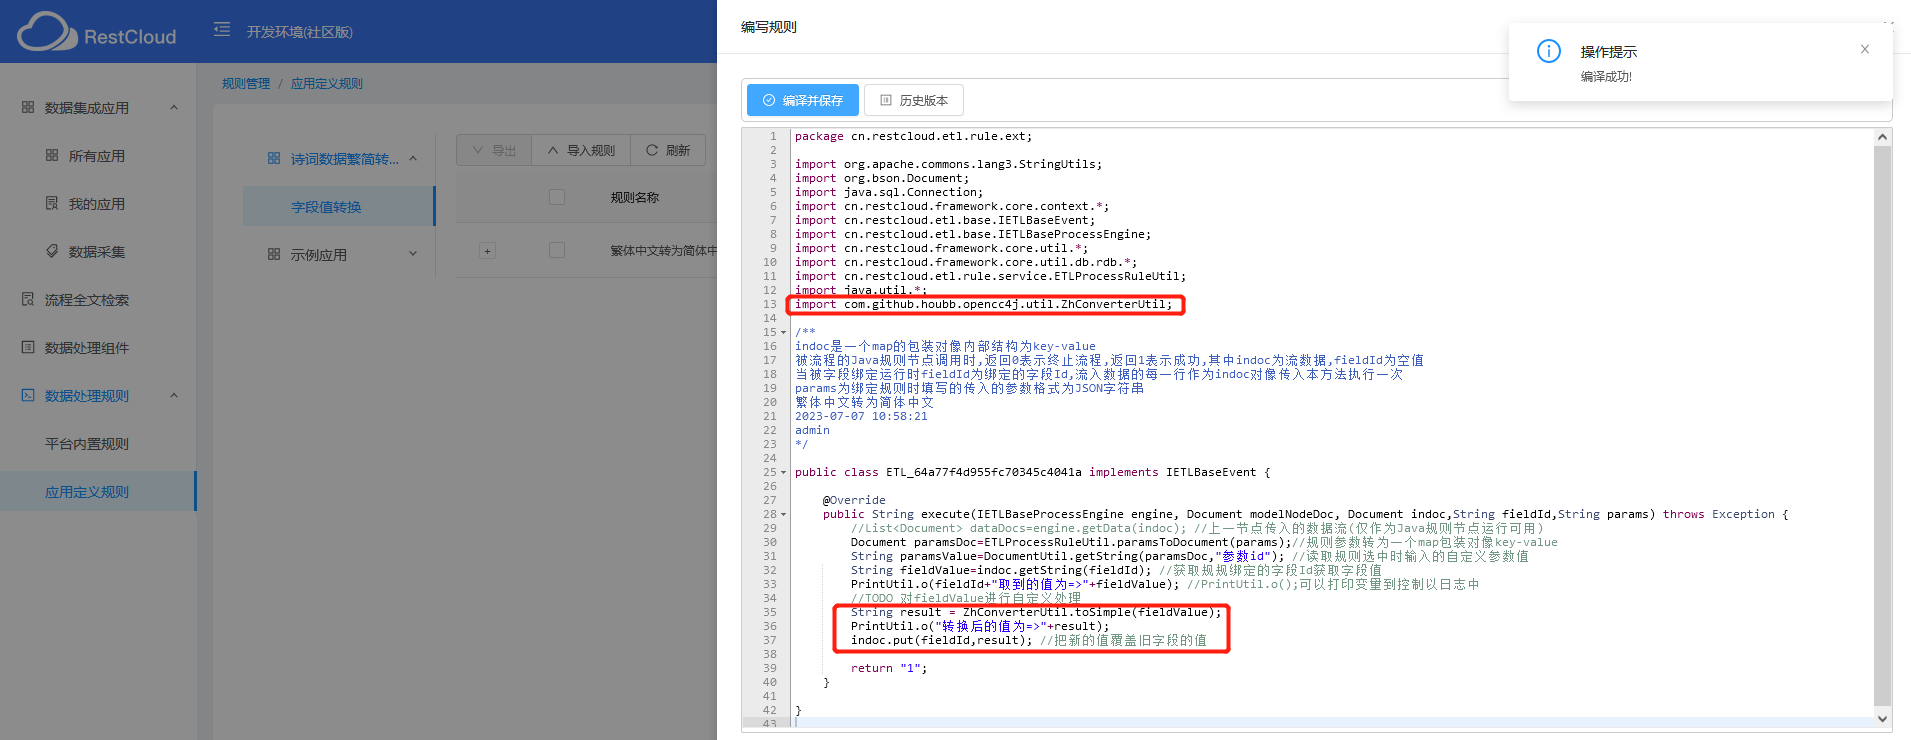 RestCloud
开发环境(社区版)
数据集成应用
所有应用
我的应用
数据采集
流程全文检索
数据处理组件
数据处理规则
平台内置规则
应用定义规则
规则管理 / 应用定义规则
诗词数据繁简转...
字段值转换
示例应用
导出
导入规则
刷新
规则名称
繁体中文转为简体中
编写规则
操作提示
编译成功!
编译并保存
历史版本
1 package cn.restcloud.etl.rule.ext;
2
3 import org.apache.commons.lang3.StringUtils;
4 import org.bson.Document;
5 import java.sql.Connection;
6 import cn.restcloud.framework.core.context.*;
7 import cn.restcloud.etl.base.IETLBaseEvent;
8 import cn.restcloud.etl.base.IETLBaseProcessEngine;
9 import cn.restcloud.framework.core.util.*;
10 import cn.restcloud.framework.core.util.db.rdb.*;
11 import cn.restcloud.etl.rule.service.ETLProcessRuleUtil;
12 import java.util.*;
13 import com.github.houbb.opencc4j.util.ZhConverterUtil;
14
15 /**
16 indoc是一个map的包装对像内部结构为key-value
17 被流程的Java规则节点调用时,返回0表示终止流程,返回1表示成功,其中indoc为流数据,fieldId为空值
18 当被字段绑定运行时fieldId为绑定的字段Id,流入数据的每一行作为indoc对像传入本方法执行一次
19 params为绑定规则时填写的传入的参数格式为JSON字符串
20 繁体中文转为简体中文
21 2023-07-07 10:58:21
22 admin
23 */
24
25 public class ETL_64a77f4d955fc70345c4041a implements IETLBaseEvent {
26
27 @Override
28 public String execute(IETLBaseProcessEngine engine, Document modelNodeDoc, Document indoc,String fieldId,String params) throws Exception {
29 //List<Document> dataDocs=engine.getData(indoc); //上一节点传入的数据流(仅作为Java规则节点运行可用)
30 Document paramsDoc=ETLProcessRuleUtil.paramsToDocument(params);//规则参数转为一个map包装对像key-value
31 String paramsValue=DocumentUtil.getString(paramsDoc,"参数id"); //读取规则选中时输入的自定义参数值
32 String fieldValue=indoc.getString(fieldId); //获取规规绑定的字段Id获取字段值
33 PrintUtil.o(fieldId+"取到的值为=>"+fieldValue); //PrintUtil.o();可以打印变量到控制以日志中
34 //TODO 对fieldValue进行自定义处理
35 String result = ZhConverterUtil.toSimple(fieldValue);
36 PrintUtil.o("转换后的值为=>"+result);
37 indoc.put(fieldId,result); //把新的值覆盖旧字段的值
38
39 return "1";
40 }
41
42 }
43